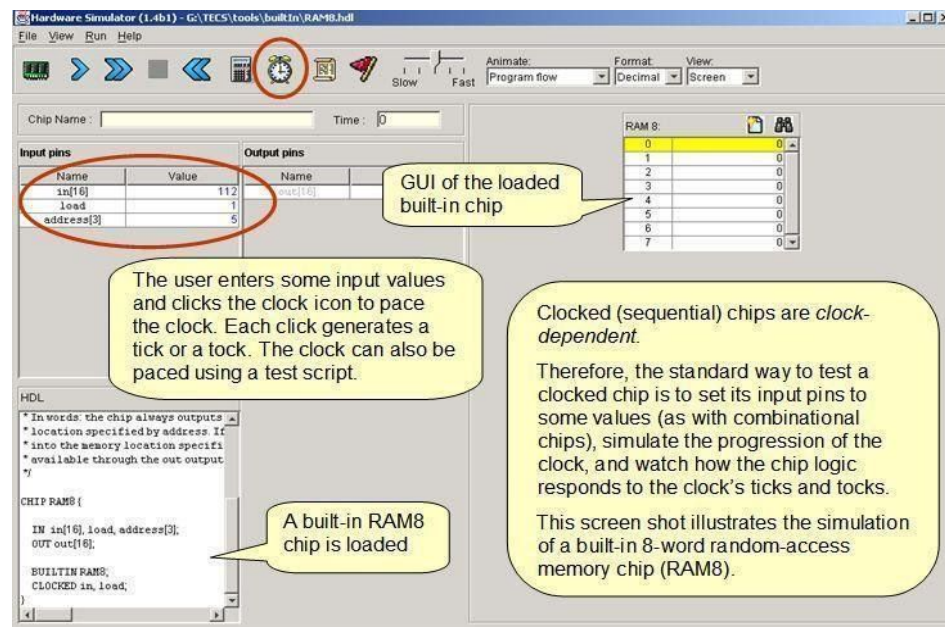 Hardware Simulator (1.4b1) - G:\TECS\tools\builtIn\RAM8.hdl
File View Run Help
Slow Fast
Animate:
Program flow
Format:
Decimal
View:
Screen
Chip Name :
Time : 0
Input pins
Name Value
in[16] 112
load 1
address[3] 5
Output pins
Name
out[16]
GUI of the loaded
built-in chip
RAM 8:
0 0
1 0
2 0
3 0
4 0
5 0
6 0
7 0
The user enters some input values
and clicks the clock icon to pace
the clock. Each click generates a
tick or a tock. The clock can also be
paced using a test script.
Clocked (sequential) chips are clock-
dependent.
Therefore, the standard way to test a
clocked chip is to set its input pins to
some values (as with combinational
chips), simulate the progression of the
clock, and watch how the chip logic
responds to the clock's ticks and tocks.
This screen shot illustrates the simulation
of a built-in 8-word random-access
memory chip (RAM8).
HDL
* In words: the chip always outputs
* location specified by address. If
* into the memory location specifi
* available through the out output
*/
CHIP RAM8 {
IN in[16], load, address[3];
OUT out[16];
BUILTIN RAM8;
CLOCKED in, load;
}
A built-in RAM8
chip is loaded